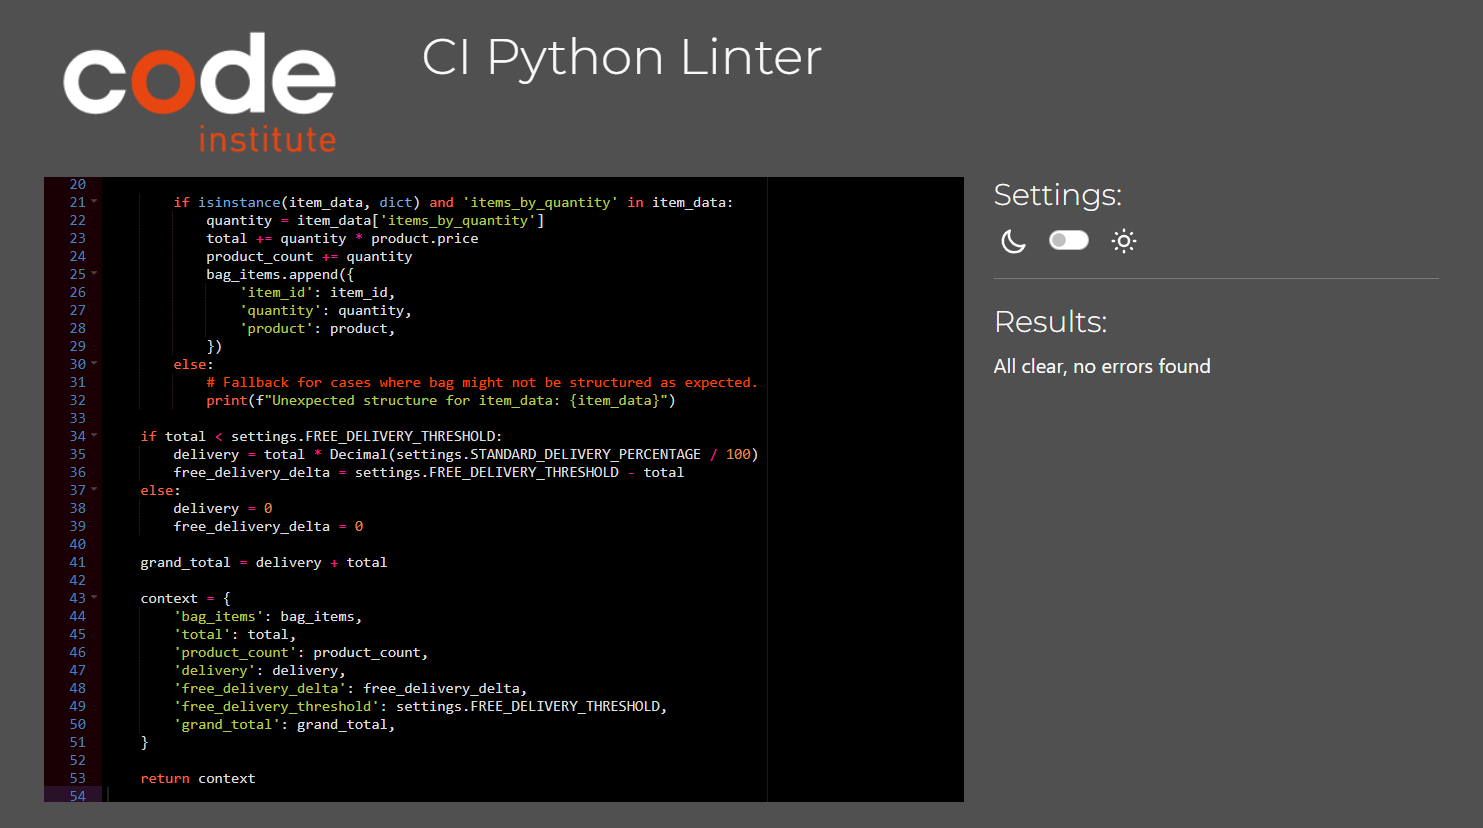 code
institute
CI Python Linter
20
21 if isinstance(item_data, dict) and 'items_by_quantity' in item_data:
22 quantity = item_data['items_by_quantity']
23 total += quantity * product.price
24 product_count += quantity
25 bag_items.append({
26 'item_id': item_id,
27 'quantity': quantity,
28 'product': product,
29 })
30 else:
31 # Fallback for cases where bag might not be structured as expected.
32 print(f"Unexpected structure for item_data: {item_data}")
33
34 if total < settings.FREE_DELIVERY_THRESHOLD:
35 delivery = total * Decimal(settings.STANDARD_DELIVERY_PERCENTAGE / 100)
36 free_delivery_delta = settings.FREE_DELIVERY_THRESHOLD - total
37 else:
38 delivery = 0
39 free_delivery_delta = 0
40
41 grand_total = delivery + total
42
43 context = {
44 'bag_items': bag_items,
45 'total': total,
46 'product_count': product_count,
47 'delivery': delivery,
48 'free_delivery_delta': free_delivery_delta,
49 'free_delivery_threshold': settings.FREE_DELIVERY_THRESHOLD,
50 'grand_total': grand_total,
51 }
52
53 return context
54
Settings:
Results:
All clear, no errors found